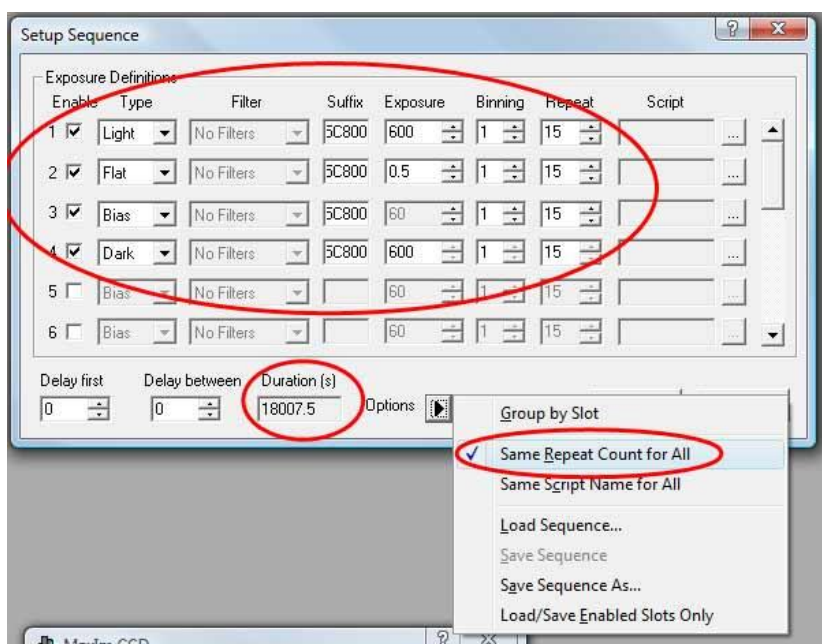 Setup Sequence
Exposure Definitions
Enable Type Filter Suffix Exposure Binning Repeat Script
1 Light No Filters 5C800 600 1 15 ...
2 Flat No Filters 5C800 0.5 1 15 ...
3 Bias No Filters 5C800 60 1 15 ...
4 Dark No Filters 5C800 600 1 15 ...
5 Bias No Filters 60 1 15 ...
6 Bias No Filters 60 1 15 ...
Delay first Delay between Duration (s)
0 0 18007.5 Options
Group by Slot
Same Repeat Count for All
Same Script Name for All
Load Sequence...
Save Sequence
Save Sequence As...
Load/Save Enabled Slots Only
MaxIm CCD